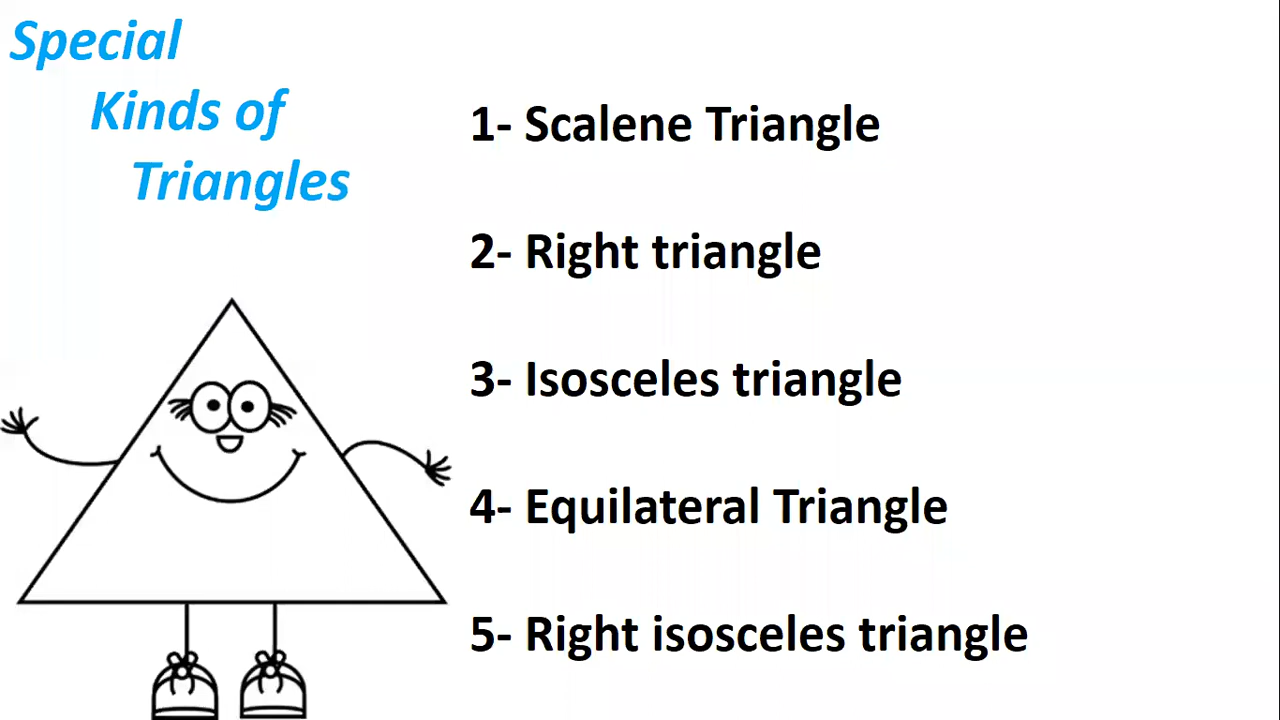 Special
Kinds of
Triangles
1- Scalene Triangle
2- Right triangle
3- Isosceles triangle
4- Equilateral Triangle
5- Right isosceles triangle